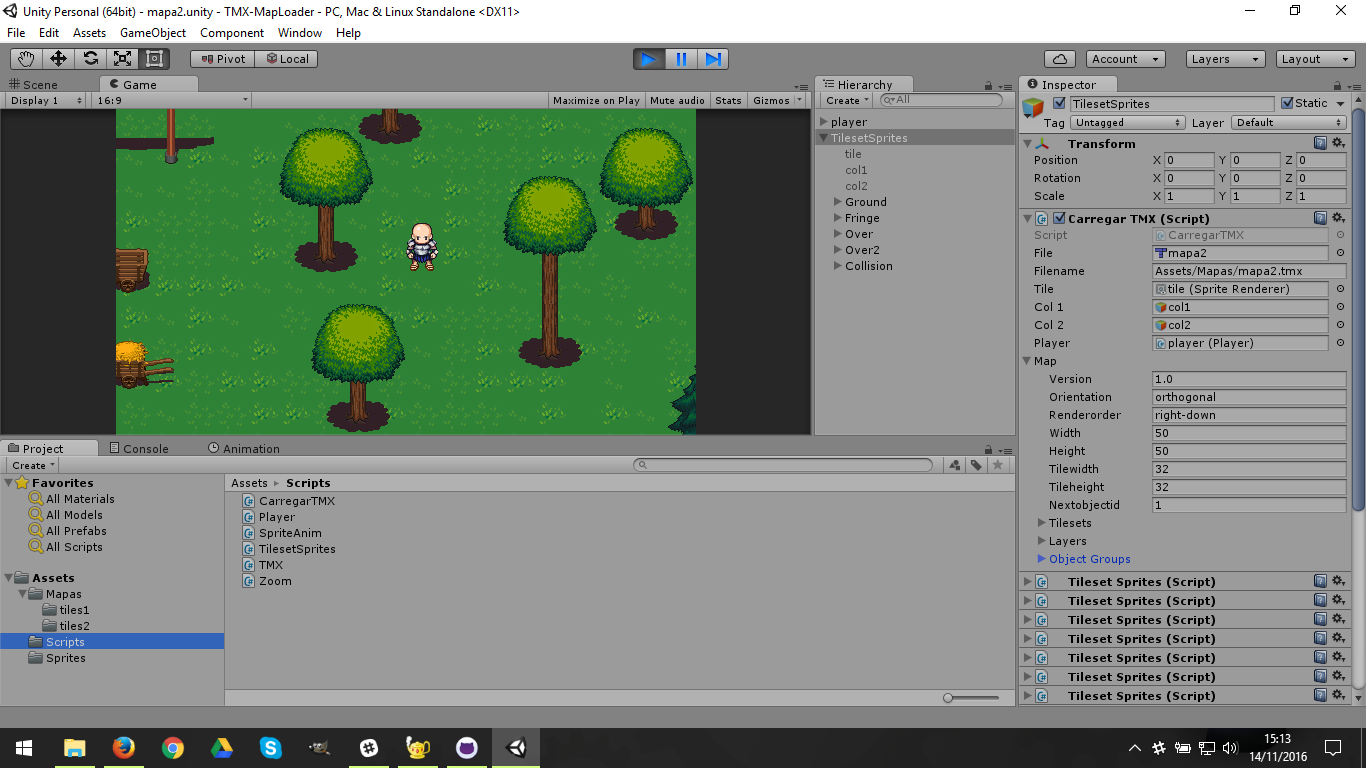 Unity Personal (64bit) - mapa2.unity - TMX-MapLoader - PC, Mac & Linux Standalone <DX11>
File Edit Assets GameObject Component Window Help
Pivot Local
Account Layers Layout
Scene Game
Display 1 16:9 Maximize on Play Mute audio Stats Gizmos
Hierarchy
Create All
player
TilesetSprites
tile
col1
col2
Ground
Fringe
Over
Over2
Collision
Inspector
TilesetSprites Static
Tag Untagged Layer Default
Transform
Position X 0 Y 0 Z 0
Rotation X 0 Y 0 Z 0
Scale X 1 Y 1 Z 1
Carregar TMX (Script)
Script CarregarTMX
File mapa2
Filename Assets/Mapas/mapa2.tmx
Tile tile (Sprite Renderer)
Col 1 col1
Col 2 col2
Player player (Player)
Map
Version 1.0
Orientation orthogonal
Renderorder right-down
Width 50
Height 50
Tilewidth 32
Tileheight 32
Nextobjectid 1
Tilesets
Layers
Object Groups
Tileset Sprites (Script)
Tileset Sprites (Script)
Tileset Sprites (Script)
Tileset Sprites (Script)
Tileset Sprites (Script)
Tileset Sprites (Script)
Tileset Sprites (Script)
Project Console Animation
Create
Favorites
All Materials
All Models
All Prefabs
All Scripts
Assets
Mapas
tiles1
tiles2
Scripts
Sprites
Assets Scripts
CarregarTMX
Player
SpriteAnim
TilesetSprites
TMX
Zoom
15:13
14/11/2016